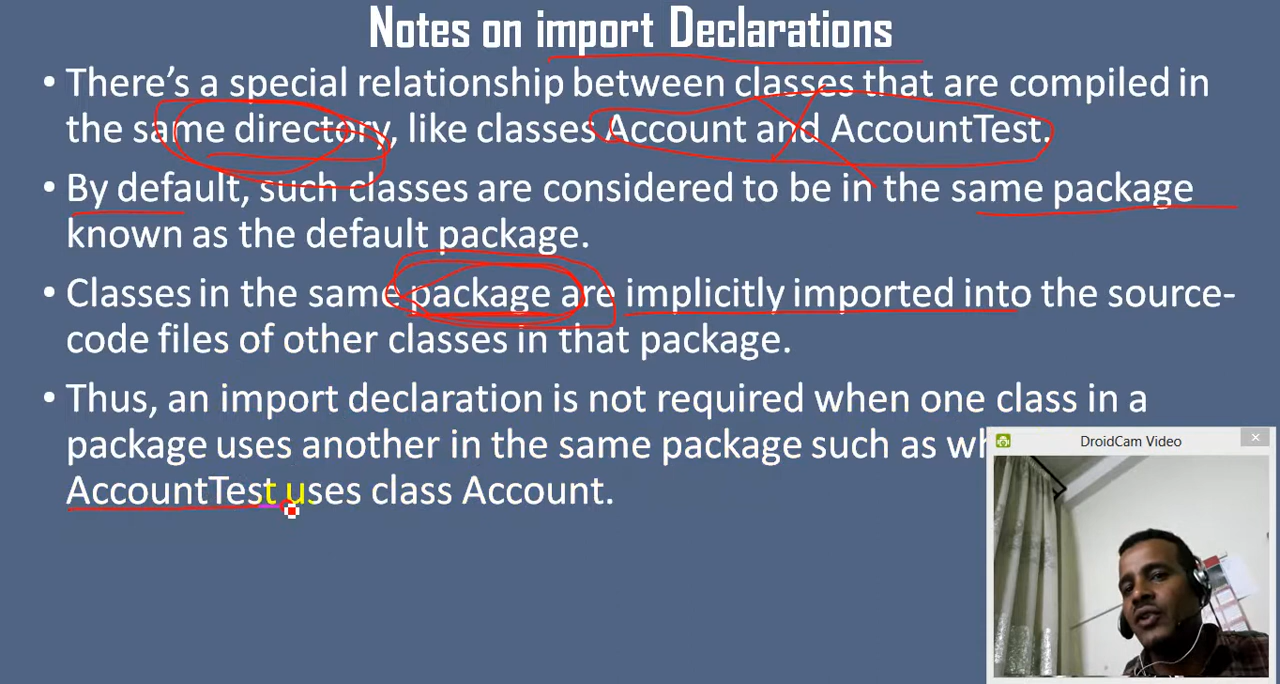 Notes on import Declarations
• There's a special relationship between classes that are compiled in
the same directory, like classes Account and AccountTest.
• By default, such classes are considered to be in the same package
known as the default package.
• Classes in the same package are implicitly imported into the source-
code files of other classes in that package.
• Thus, an import declaration is not required when one class in a
package uses another in the same package such as
AccountTest uses class Account.
DroidCam Video